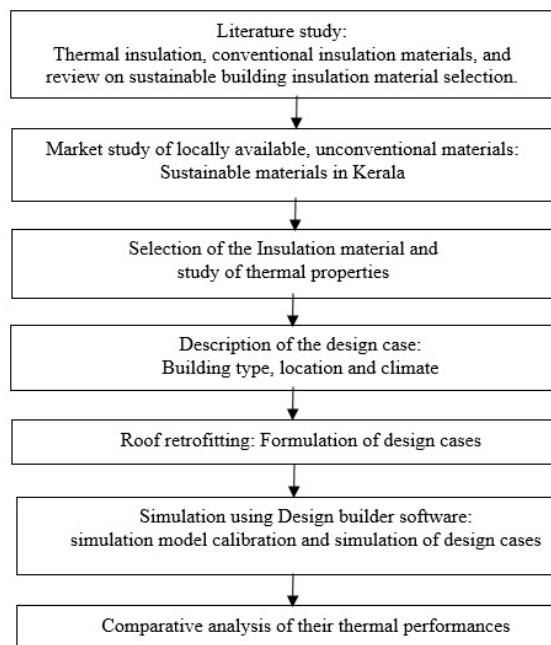 Literature study:
Thermal insulation, conventional insulation materials, and
review on sustainable building insulation material selection.
Market study of locally available, unconventional materials:
Sustainable materials in Kerala
Selection of the Insulation material and
study of thermal properties
Description of the design case:
Building type, location and climate
Roof retrofitting: Formulation of design cases
Simulation using Design builder software:
simulation model calibration and simulation of design cases
Comparative analysis of their thermal performances